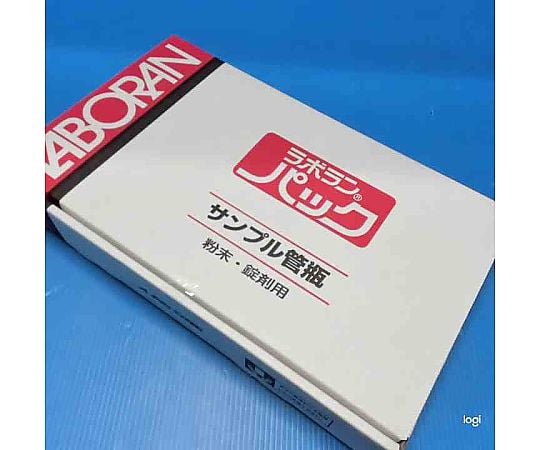 LABORAN
ラボラン®
パック
サンプル管瓶
粉末・錠剤用
logi